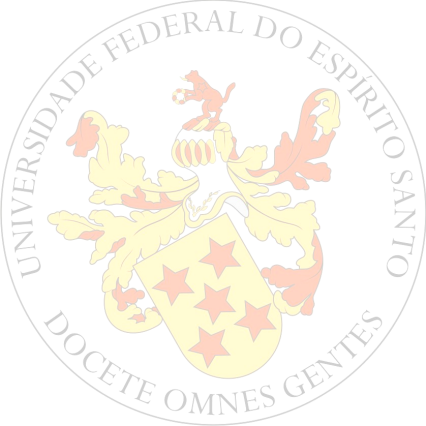 UNIVERSIDADE FEDERAL DO ESPÍRITO SANTO
DOCETE OMNES GENTES